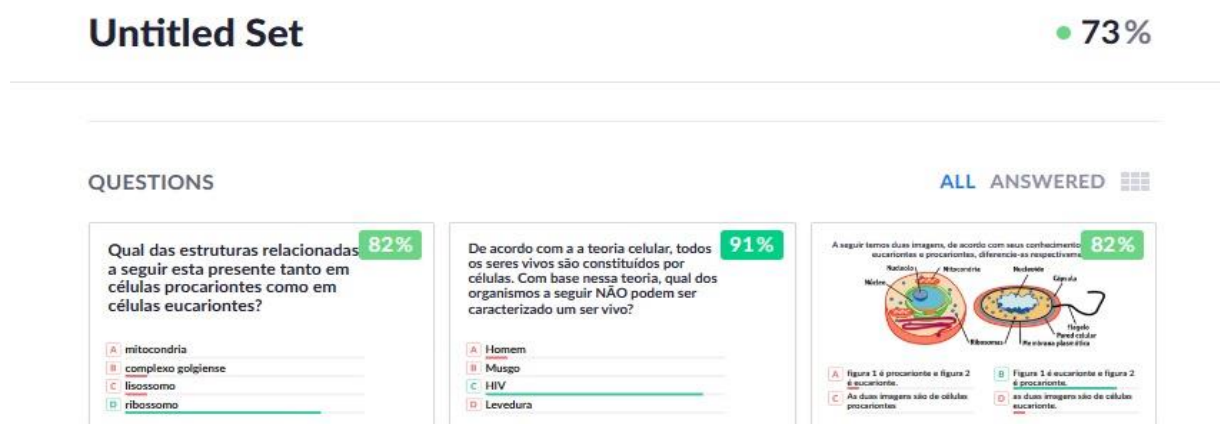 Untitled Set
73%
QUESTIONS
ALL ANSWERED
Qual das estruturas relacionadas
a seguir esta presente tanto em
células procariontes como em
células eucariontes?
82%
A mitocondria
B complexo golgiense
C lisossomo
D ribossomo
De acordo com a a teoria celular, todos
os seres vivos são constituídos por
células. Com base nessa teoria, qual dos
organismos a seguir NÃO podem ser
caracterizado um ser vivo?
91%
A Homem
B Musgo
C HIV
D Levedura
A seguir temos duas imagens, de acordo com seus conhecimento
eucariontes e procariontes, diferencie-as respectivame
82%
Nucleolo
Mitocondria
Nucleoide
Cápsula
Núcleo
Flagelo
Parede celular
Ribossomos
Membrana plasmática
A figura 1 é procarionte e figura 2
é eucarionte.
B Figura 1 é eucarionte e figura 2
é procarionte.
C As duas imagens são de células
procariontes
D as duas imagens são de células
eucarionte.